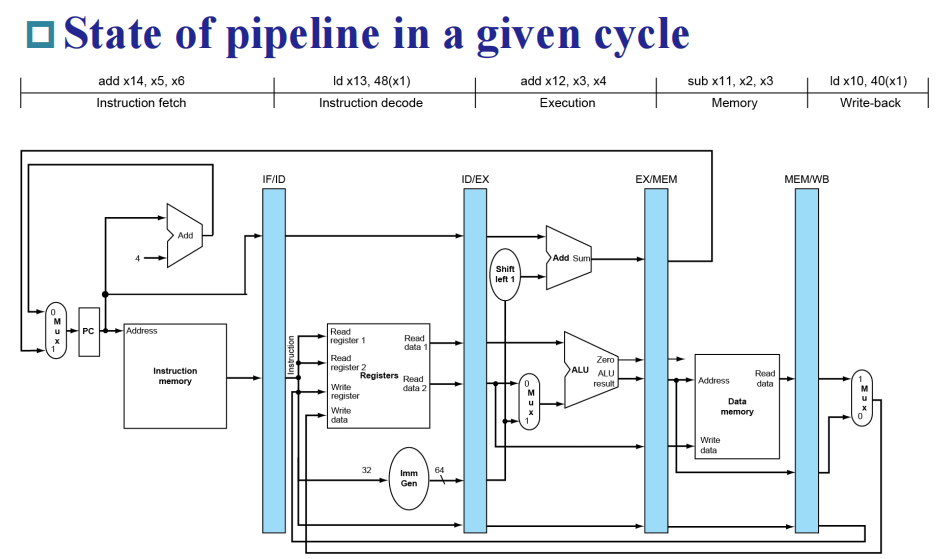 State of pipeline in a given cycle
add x14, x5, x6
ld x13, 48(x1)
add x12, x3, x4
sub x11, x2, x3
ld x10, 40(x1)
Instruction fetch
Instruction decode
Execution
Memory
Write-back
IF/ID
ID/EX
EX/MEM
MEM/WB
Add
4
Shift
left 1
Add Sum
0
M
u
x
1
PC
Address
Instruction
memory
Instruction
Read
register 1
Read
register 2
Registers
Write
register
Write
data
Read
data 1
Read
data 2
0
M
u
x
1
ALU
Zero
ALU
result
Address
Read
data
Data
memory
Write
data
1
M
u
x
0
32
Imm
Gen
64